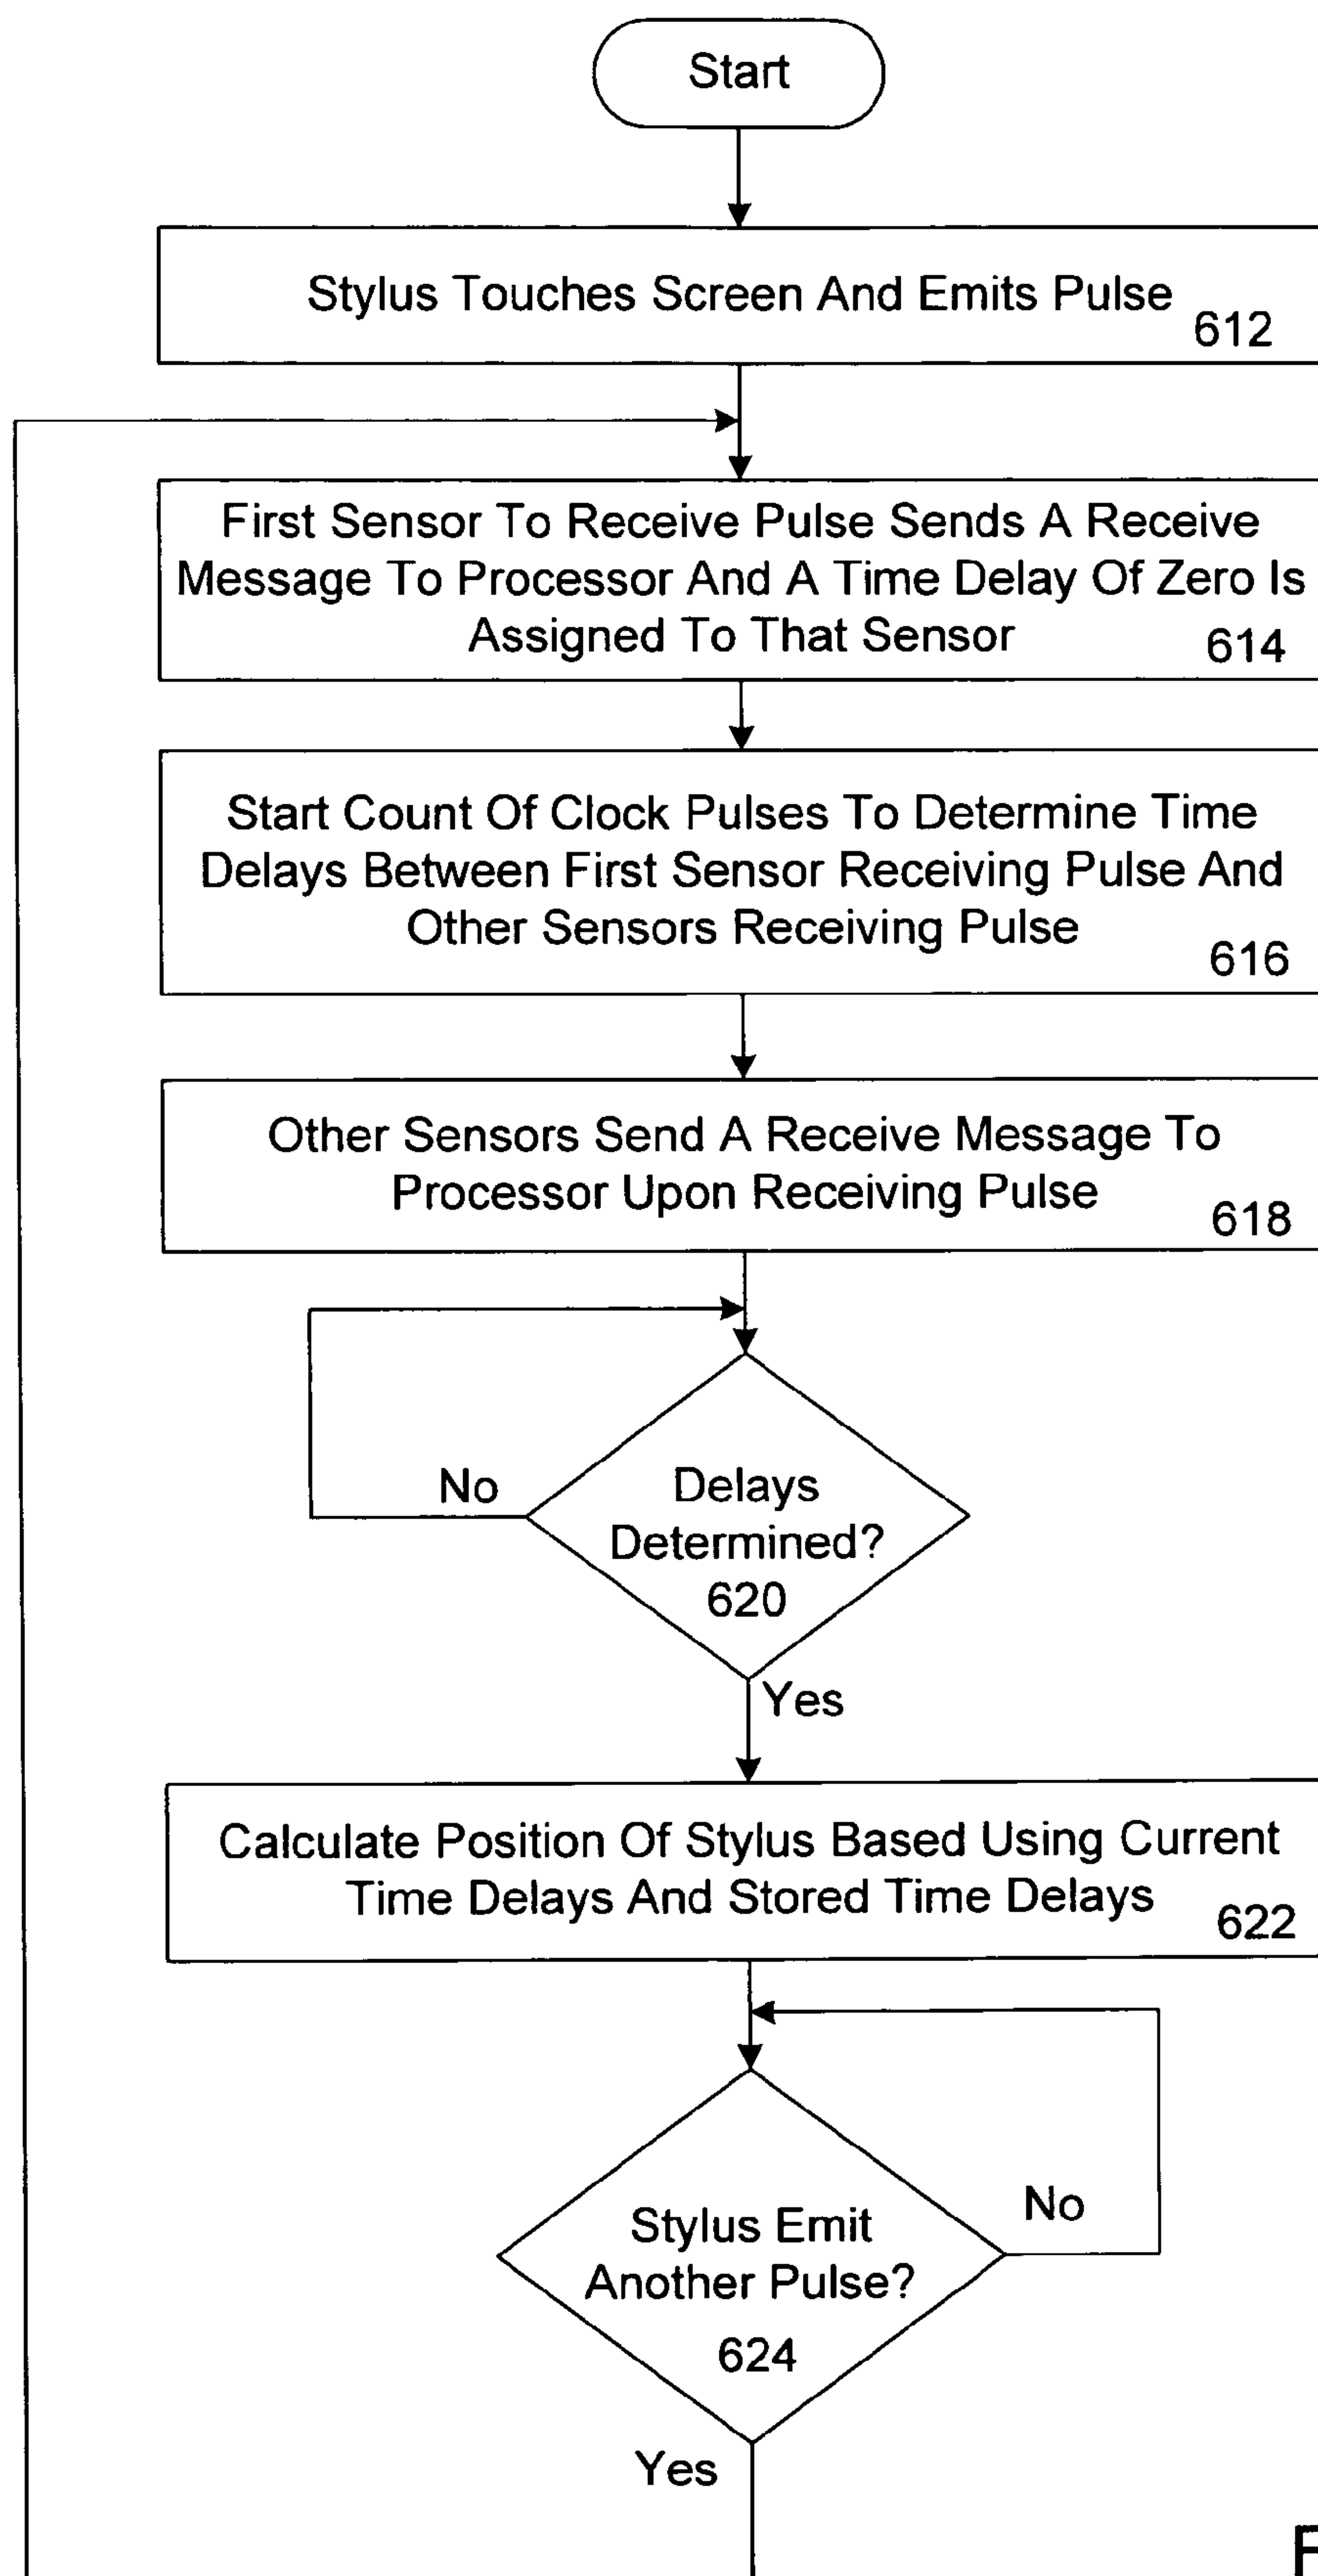 Start
Stylus Touches Screen And Emits Pulse
612
First Sensor To Receive Pulse Sends A Receive
Message To Processor And A Time Delay Of Zero Is
Assigned To That Sensor
614
Start Count Of Clock Pulses To Determine Time
Delays Between First Sensor Receiving Pulse And
Other Sensors Receiving Pulse
616
Other Sensors Send A Receive Message To
Processor Upon Receiving Pulse
618
No
Delays
Determined?
620
Yes
Calculate Position Of Stylus Based Using Current
Time Delays And Stored Time Delays
622
No
Stylus Emit
Another Pulse?
624
Yes